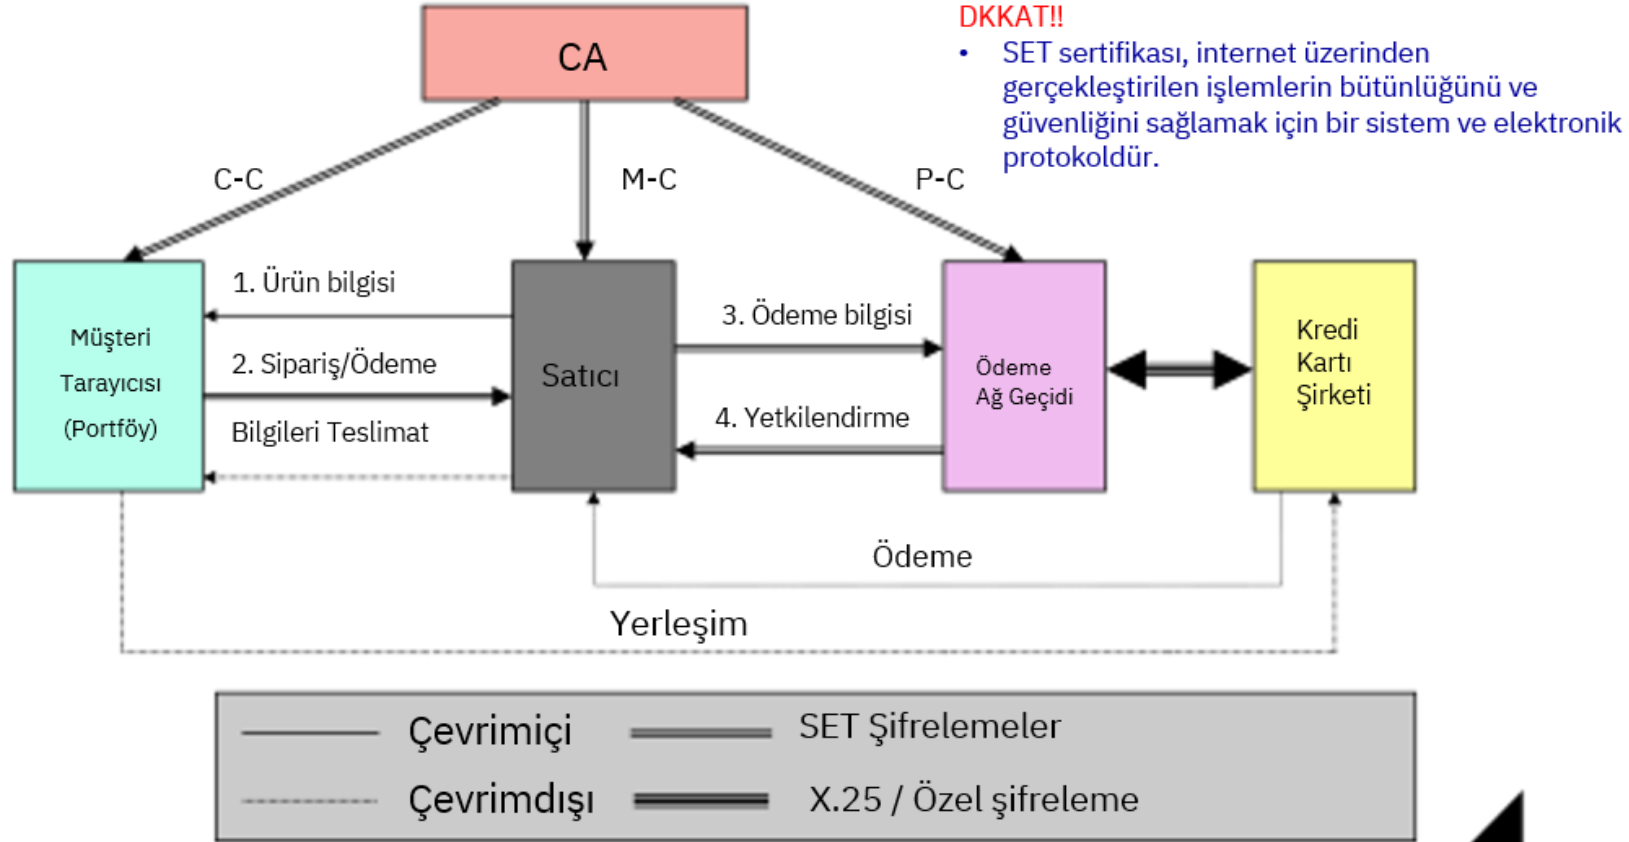 CA
DKKAT!!
• SET sertifikası, internet üzerinden
gerçekleştirilen işlemlerin bütünlüğünü ve
güvenliğini sağlamak için bir sistem ve elektronik
protokoldür.
C-C
M-C
P-C
Müşteri
Tarayıcısı
(Portföy)
1. Ürün bilgisi
2. Sipariş/Ödeme
Bilgileri Teslimat
Satıcı
3. Ödeme bilgisi
4. Yetkilendirme
Ödeme
Ağ Geçidi
Kredi
Kartı
Şirketi
Ödeme
Yerleşim
Çevrimiçi
SET Şifrelemeler
Çevrimdışı
X.25 / Özel şifreleme